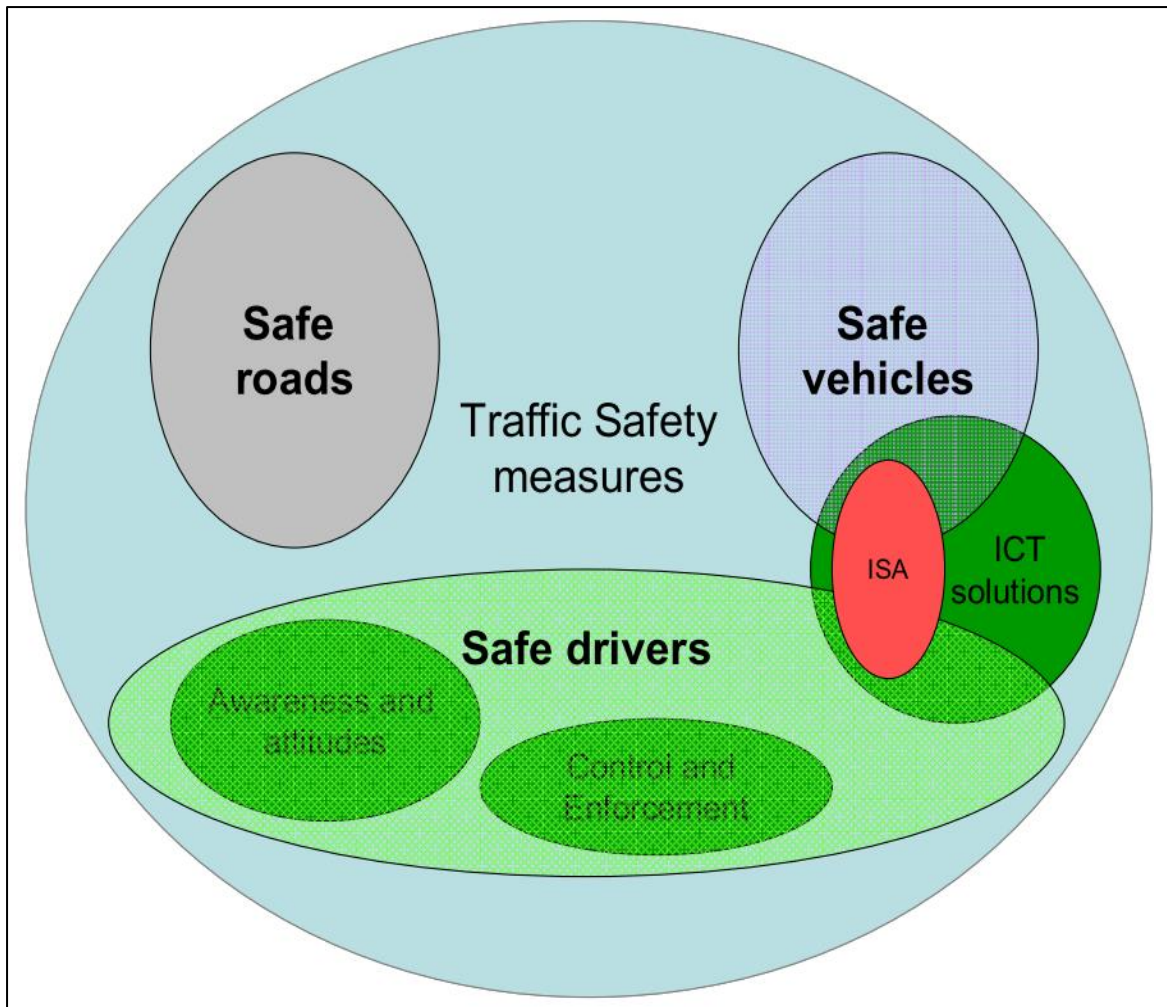 Safe
roads
Safe
vehicles
Traffic Safety
measures
ISA
ICT
solutions
Safe drivers
Awareness and
attitudes
Control and
Enforcement